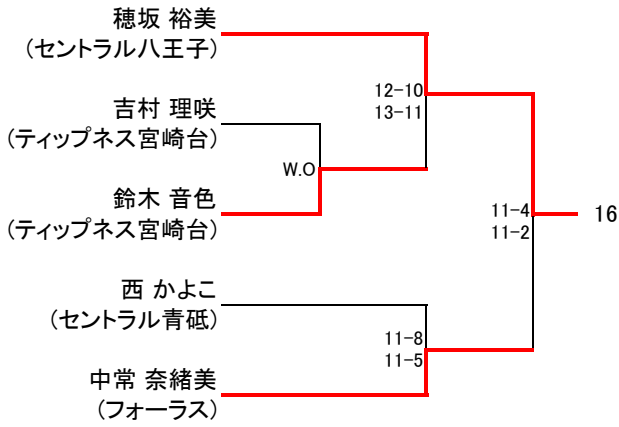 穂坂 裕美
(セントラル八王子)
12-10
13-11
吉村 理咲
(ティップネス宮崎台)
W.O
鈴木 音色
(ティップネス宮崎台)
11-4
11-2
16
西 かよこ
(セントラル青砥)
11-8
11-5
中常 奈緒美
(フォーラス)